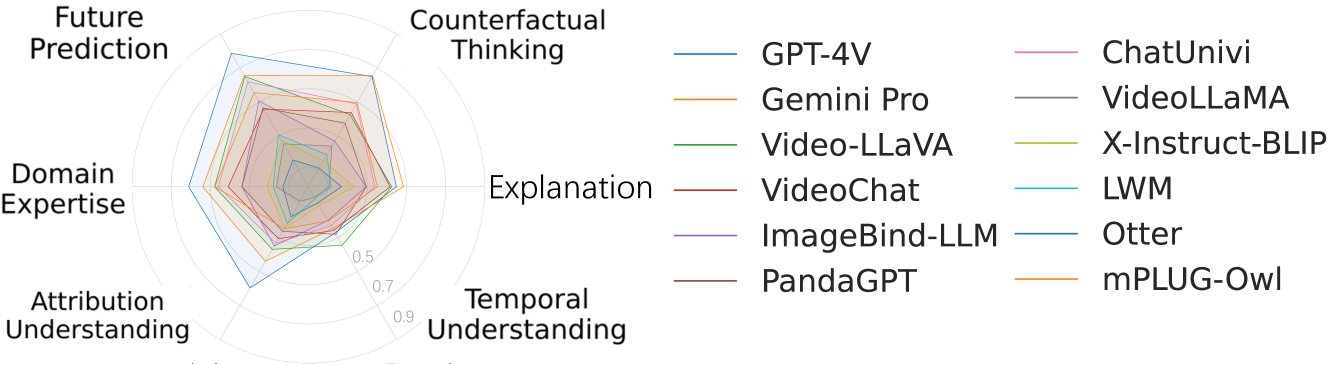 Future
Prediction
Counterfactual
Thinking
Domain
Expertise
Explanation
Attribution
Understanding
Temporal
Understanding
0.5
0.7
0.9
GPT-4V
Gemini Pro
Video-LLaVA
VideoChat
ImageBind-LLM
PandaGPT
ChatUnivi
VideoLLaMA
X-Instruct-BLIP
LWM
Otter
mPLUG-Owl